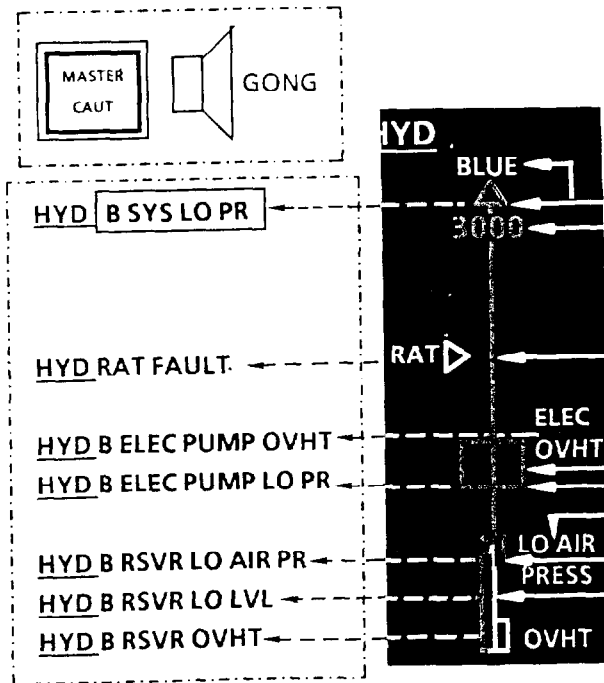 MASTER
CAUT
GONG
HYD
BLUE
HYD B SYS LO PR
3000
HYD RAT FAULT.
RAT
ELEC
HYD B ELEC PUMP OVHT
OVHT
HYD B ELEC PUMP LO PR
LO AIR
HYD B RSVR LO AIR PR
PRESS
HYD B RSVR LO LVL
HYD B RSVR OVHT
OVHT